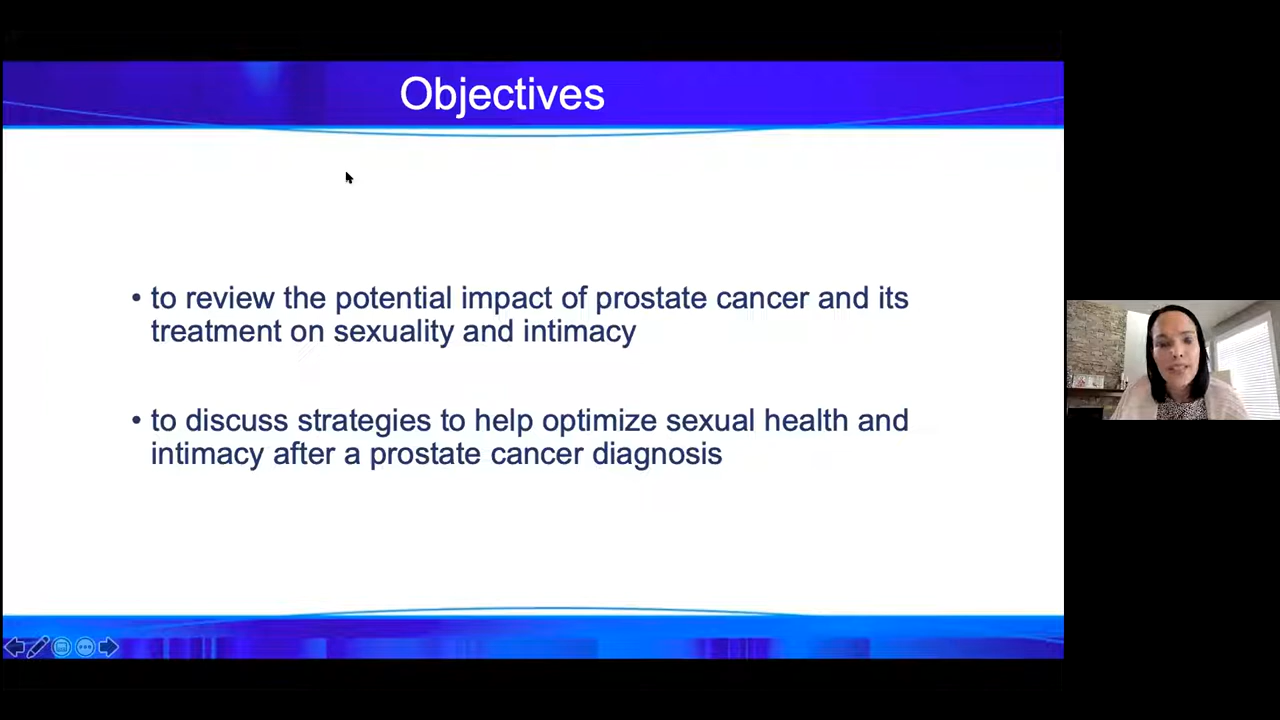 Objectives
• to review the potential impact of prostate cancer and its
treatment on sexuality and intimacy
• to discuss strategies to help optimize sexual health and
intimacy after a prostate cancer diagnosis